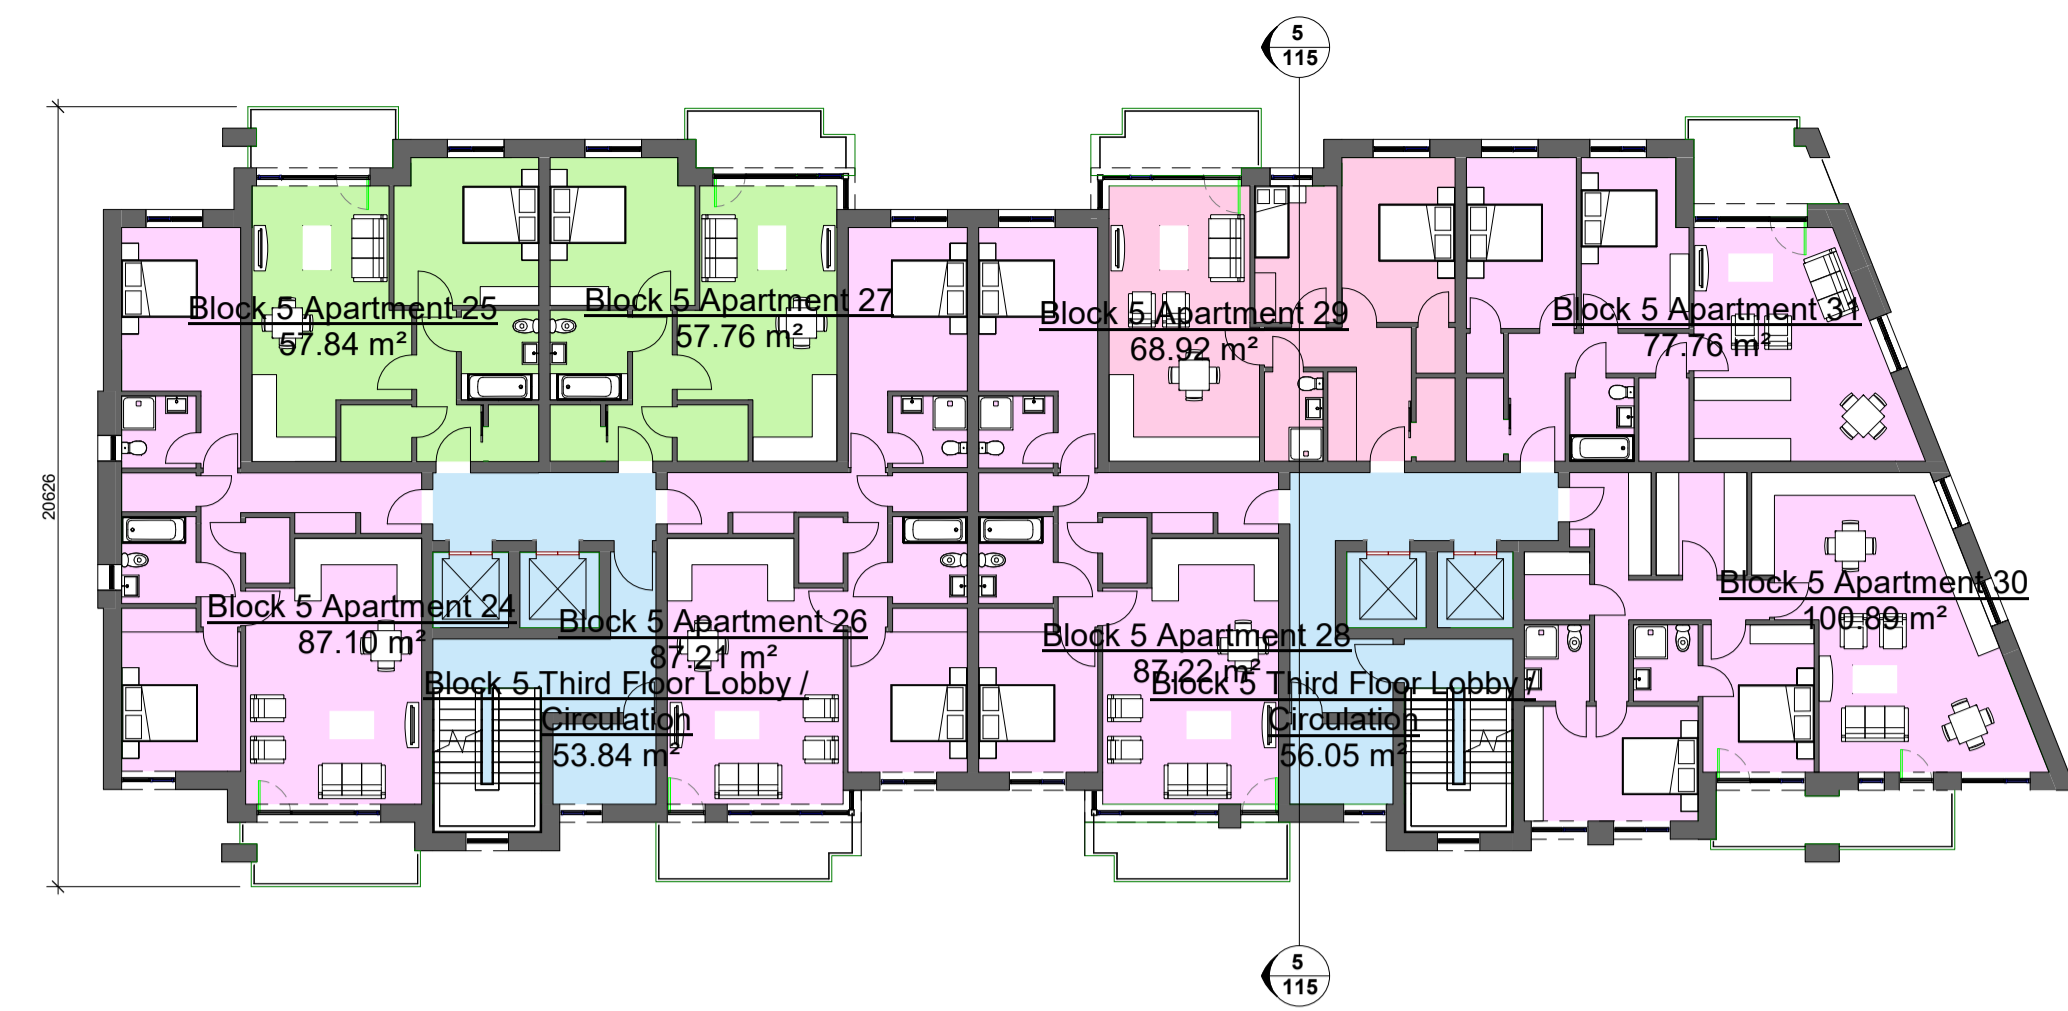 5
115
Block 5 Apartment 25
57.84 m²
Block 5 Apartment 27
57.76 m²
Block 5 Apartment 29
68.92 m²
Block 5 Apartment 31
77.76 m²
20626
Block 5 Apartment 24
87.10 m²
Block 5 Apartment 26
87.21 m²
Block 5 Apartment 28
87.22 m²
Block 5 Apartment 30
100.89 m²
Block 5 Third Floor Lobby /
Circulation
53.84 m²
Block 5 Third Floor Lobby /
Circulation
56.05 m²
5
115